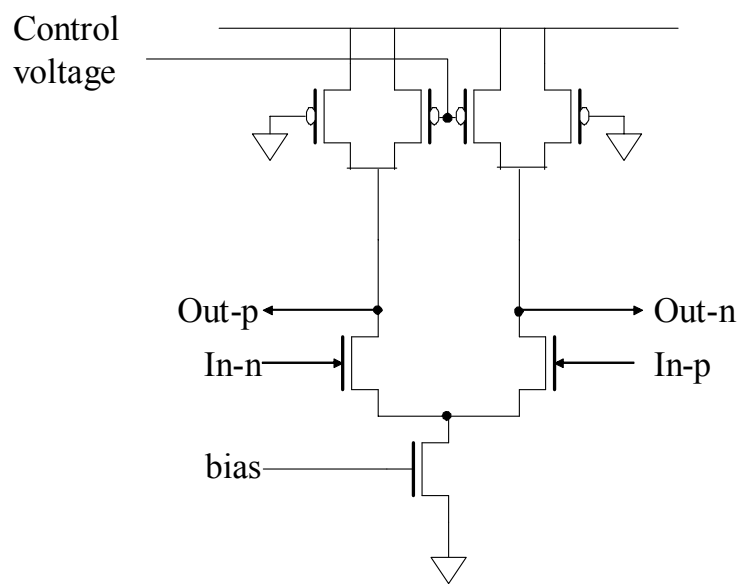 Control
voltage
Out-p
Out-n
In-n
In-p
bias